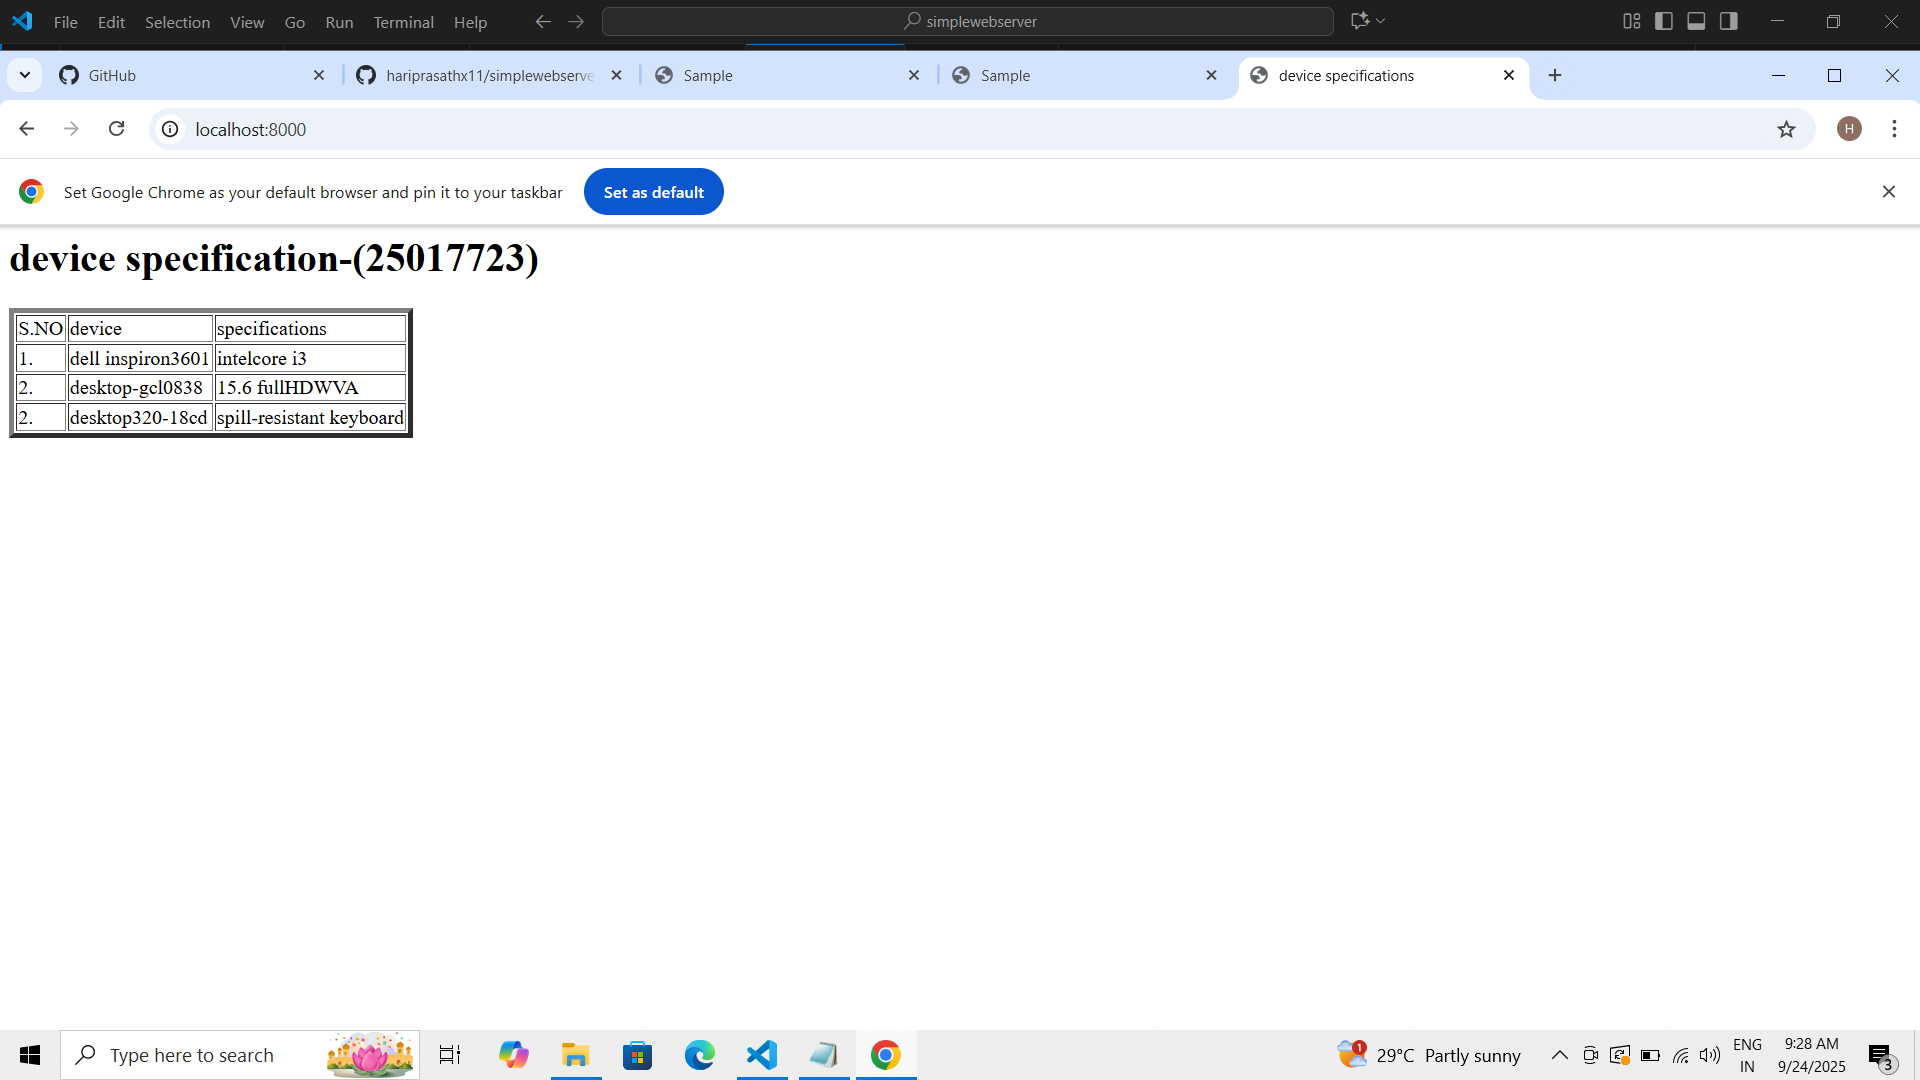 File Edit Selection View Go Run Terminal Help simplewebserver
GitHub hariprasathx11/simplewebserve Sample Sample device specifications
localhost:8000 H
Set Google Chrome as your default browser and pin it to your taskbar Set as default
device specification-(25017723)
S.NO device specifications
1. dell inspiron3601 intelcore i3
2. desktop-gcl0838 15.6 fullHDWVA
2. desktop320-18cd spill-resistant keyboard
Type here to search 1 29°C Partly sunny ENG IN 9:28 AM 9/24/2025 3